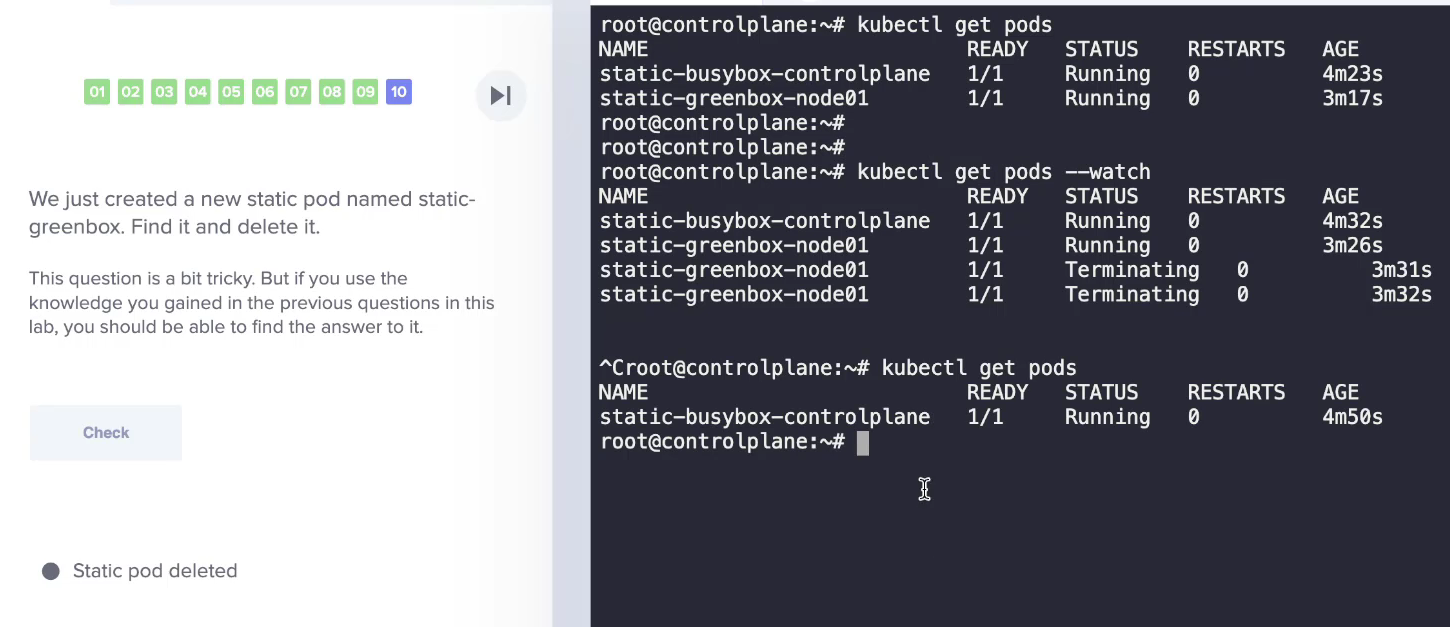 01 02 03 04 05 06 07 08 09 10
We just created a new static pod named static-
greenbox. Find it and delete it.
This question is a bit tricky. But if you use the
knowledge you gained in the previous questions in this
lab, you should be able to find the answer to it.
Check
Static pod deleted
root@controlplane:~# kubectl get pods
NAME READY STATUS RESTARTS AGE
static-busybox-controlplane 1/1 Running 0 4m23s
static-greenbox-node01 1/1 Running 0 3m17s
root@controlplane:~#
root@controlplane:~#
root@controlplane:~# kubectl get pods --watch
NAME READY STATUS RESTARTS AGE
static-busybox-controlplane 1/1 Running 0 4m32s
static-greenbox-node01 1/1 Running 0 3m26s
static-greenbox-node01 1/1 Terminating 0 3m31s
static-greenbox-node01 1/1 Terminating 0 3m32s
^Croot@controlplane:~# kubectl get pods
NAME READY STATUS RESTARTS AGE
static-busybox-controlplane 1/1 Running 0 4m50s
root@controlplane:~#